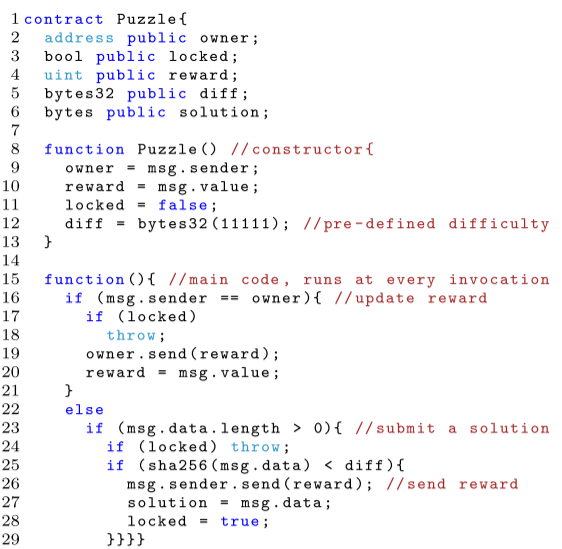 1 contract Puzzle{
2   address public owner;
3   bool public locked;
4   uint public reward;
5   bytes32 public diff;
6   bytes public solution;
7
8   function Puzzle() //constructor{
9     owner = msg.sender;
10     reward = msg.value;
11     locked = false;
12     diff = bytes32(11111); //pre-defined difficulty
13   }
14
15   function(){ //main code, runs at every invocation
16     if (msg.sender == owner){ //update reward
17       if (locked)
18         throw;
19       owner.send(reward);
20       reward = msg.value;
21     }
22     else
23       if (msg.data.length > 0){ //submit a solution
24         if (locked) throw;
25         if (sha256(msg.data) < diff){
26           msg.sender.send(reward); //send reward
27           solution = msg.data;
28           locked = true;
29         }}}}